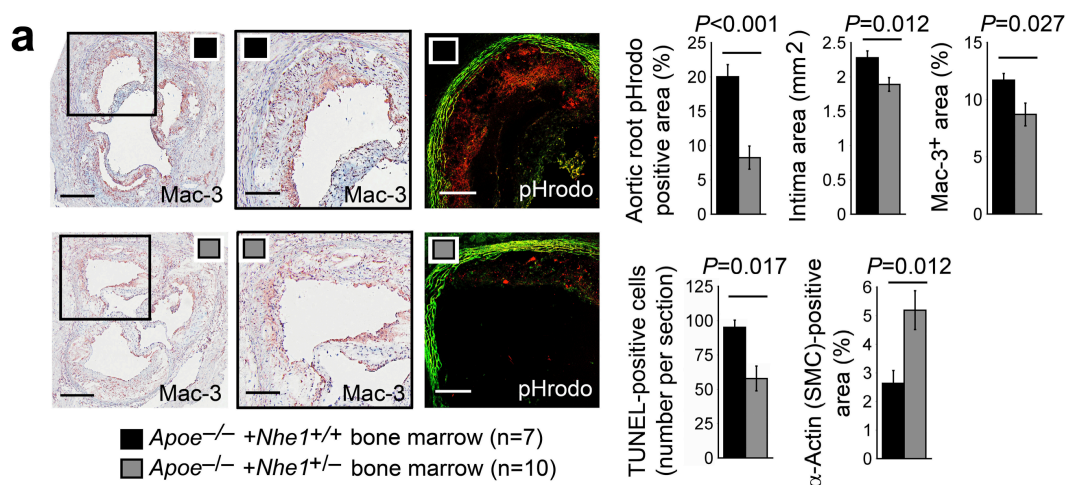 a
Mac-3
Mac-3
pHrodo
Mac-3
Mac-3
pHrodo
Apoe–/– +Nhe1+/+ bone marrow (n=7)
Apoe–/– +Nhe1+/– bone marrow (n=10)
P<0.001
Aortic root pHrodo
positive area (%)
25
20
15
10
5
0
P=0.012
Intima area (mm2)
2.5
2
1.5
1
0.5
0
P=0.027
Mac-3+ area (%)
15
12
9
6
3
0
P=0.017
TUNEL-positive cells
(number per section)
125
100
75
50
25
0
P=0.012
α-Actin (SMC)-positive
area (%)
6
5
4
3
2
1
0